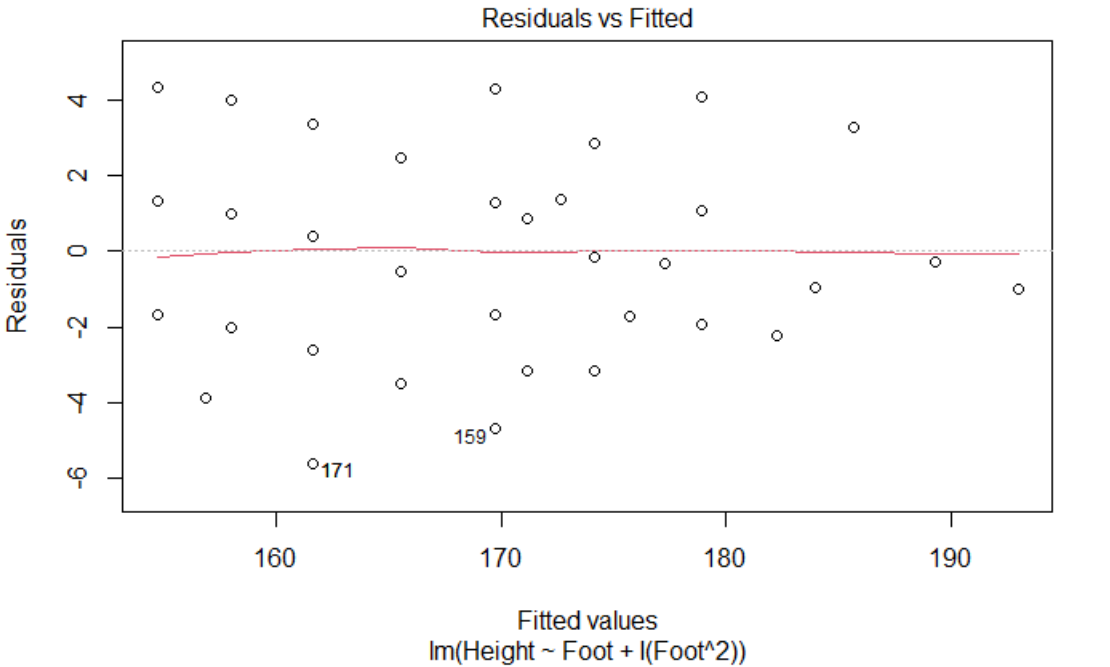 Residuals vs Fitted
Residuals
4
2
0
-2
-4
-6
159
171
160 170 180 190
Fitted values
lm(Height ~ Foot + I(Foot^2))